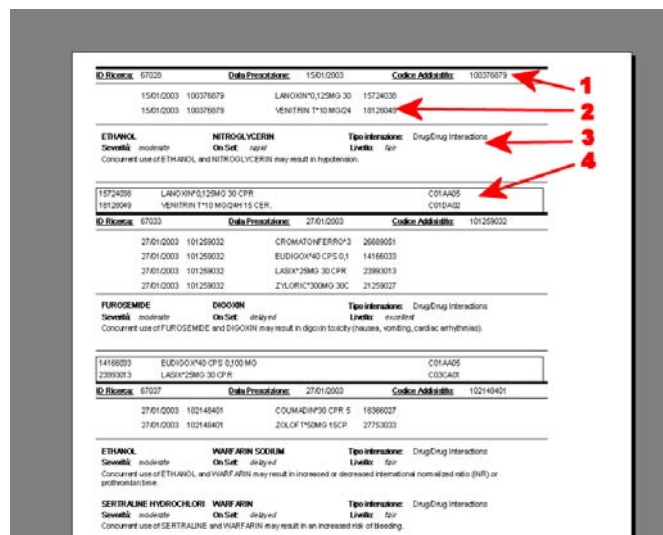 ID Ricerca: 67028 Data Prescrizione: 15/01/2003 Codice Addisistito: 100376879 1
15/01/2003 100376879 LANOXIN*0,125MG 30 15724038
15/01/2003 100376879 VENITRIN T*10 MG/24 18128049 2
ETHANOL NITROGLYCERIN Tipo interazione: Drug/Drug Interactions 3
Severità: moderate On Set: rapid Livello: fair
Concurrent use of ETHANOL and NITROGLYCERIN may result in hypotension.
4
15724038 LANOXIN*0,125MG 30 CPR C01AA05
18128049 VENITRIN T*10 MG/24H 15 CER. C01DA02
ID Ricerca: 67033 Data Prescrizione: 27/01/2003 Codice Addisistito: 101259032
27/01/2003 101259032 CROMATONFERRO*3 26689051
27/01/2003 101259032 EUDIGOX*40 CPS 0,1 14166033
27/01/2003 101259032 LASIX*25MG 30 CPR 23993013
27/01/2003 101259032 ZYLORIC*300MG 30C 21259027
FUROSEMIDE DIGOXIN Tipo interazione: Drug/Drug Interactions
Severità: moderate On Set: delayed Livello: excellent
Concurrent use of FUROSEMIDE and DIGOXIN may result in digoxin toxicity (nausea, vomiting, cardiac arrhythmias).
14166033 EUDIGOX*40 CPS 0,100 MG C01AA05
23993013 LASIX*25MG 30 CPR C03CA01
ID Ricerca: 67037 Data Prescrizione: 27/01/2003 Codice Addisistito: 102148401
27/01/2003 102148401 COUMADIN*30 CPR 5 16366027
27/01/2003 102148401 ZOLOFT*50MG 15CP 27753033
ETHANOL WARFARIN SODIUM Tipo interazione: Drug/Drug Interactions
Severità: moderate On Set: delayed Livello: fair
Concurrent use of ETHANOL and WARFARIN may result in increased or decreased international normalized ratio (INR) or
prothrombin time.
SERTRALINE HYDROCHLORI WARFARIN Tipo interazione: Drug/Drug Interactions
Severità: moderate On Set: delayed Livello: fair
Concurrent use of SERTRALINE and WARFARIN may result in an increased risk of bleeding.